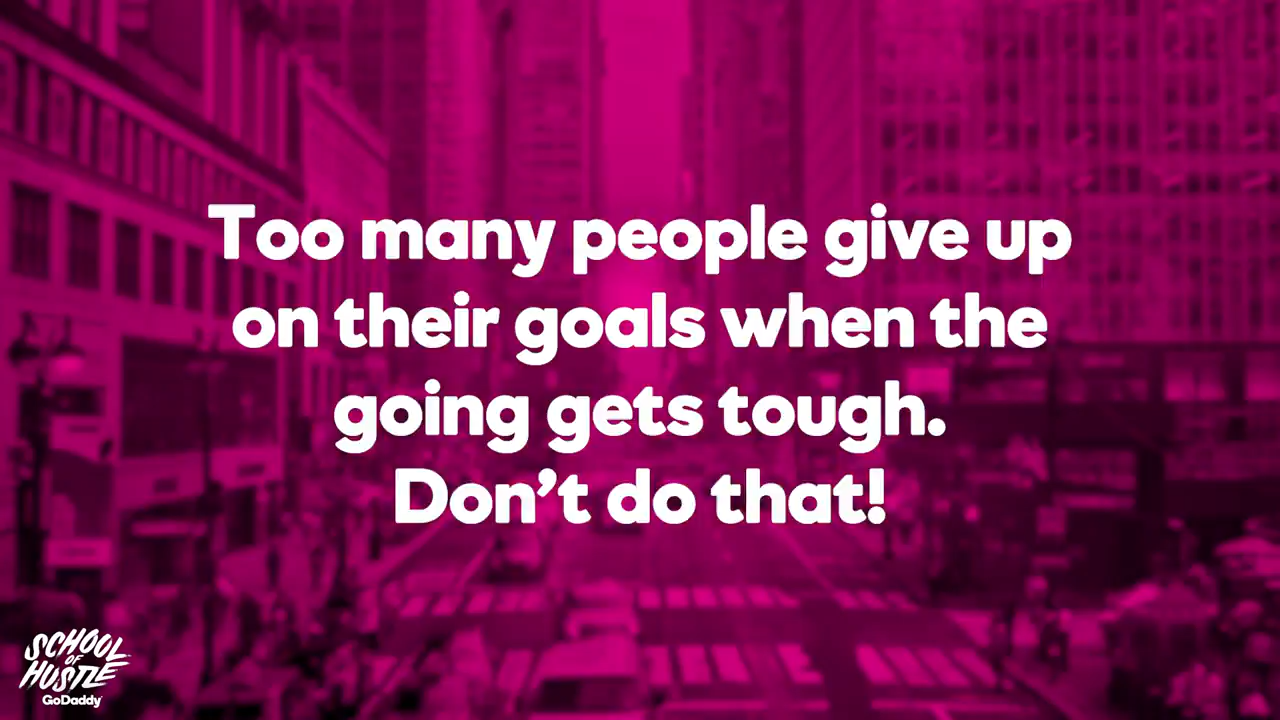 Too many people give up
on their goals when the
going gets tough.
Don't do that!
SCHOOL
OF
HUSTLE
GoDaddy